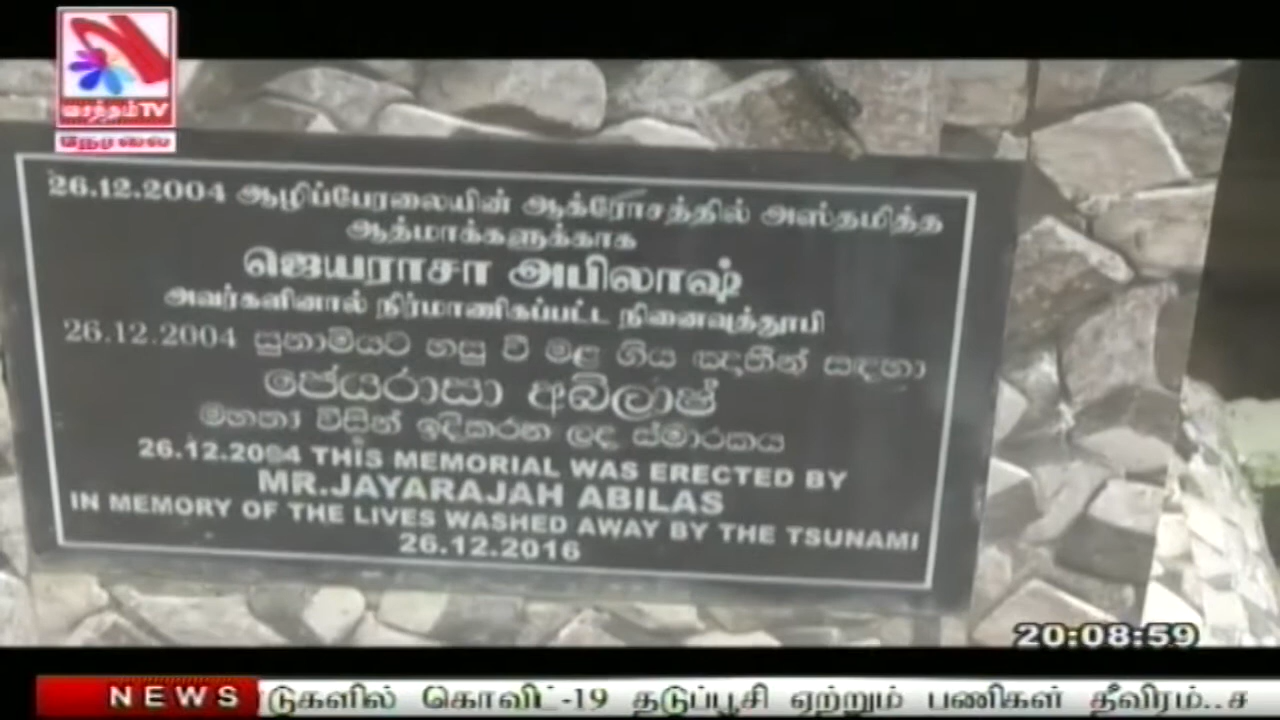 வசந்தம்TV
நேரலை
26.12.2004 ஆழிப்பேரலையின் ஆக்ரோசத்தில் அஸ்தமித்த
ஆத்மாக்களுக்காக
ஜெயராசா அபிலாஷ்
அவர்களினால் நிர்மாணிகப்பட்ட நினைவுத்தூபி
26.12.2004 සුනාමියට හසු වී මළ ගිය ඥාතීන් සඳහා
ජේයරාසා අබිලාෂ්
මහතා විසින් ඉදිකරන ලද ස්මාරකය
26.12.2004 THIS MEMORIAL WAS ERECTED BY
MR.JAYARAJAH ABILAS
IN MEMORY OF THE LIVES WASHED AWAY BY THE TSUNAMI
26.12.2016
20:08:59
NEWS டுகளில் கொவிட்-19 தடுப்பூசி ஏற்றும் பணிகள் தீவிரம்..ச